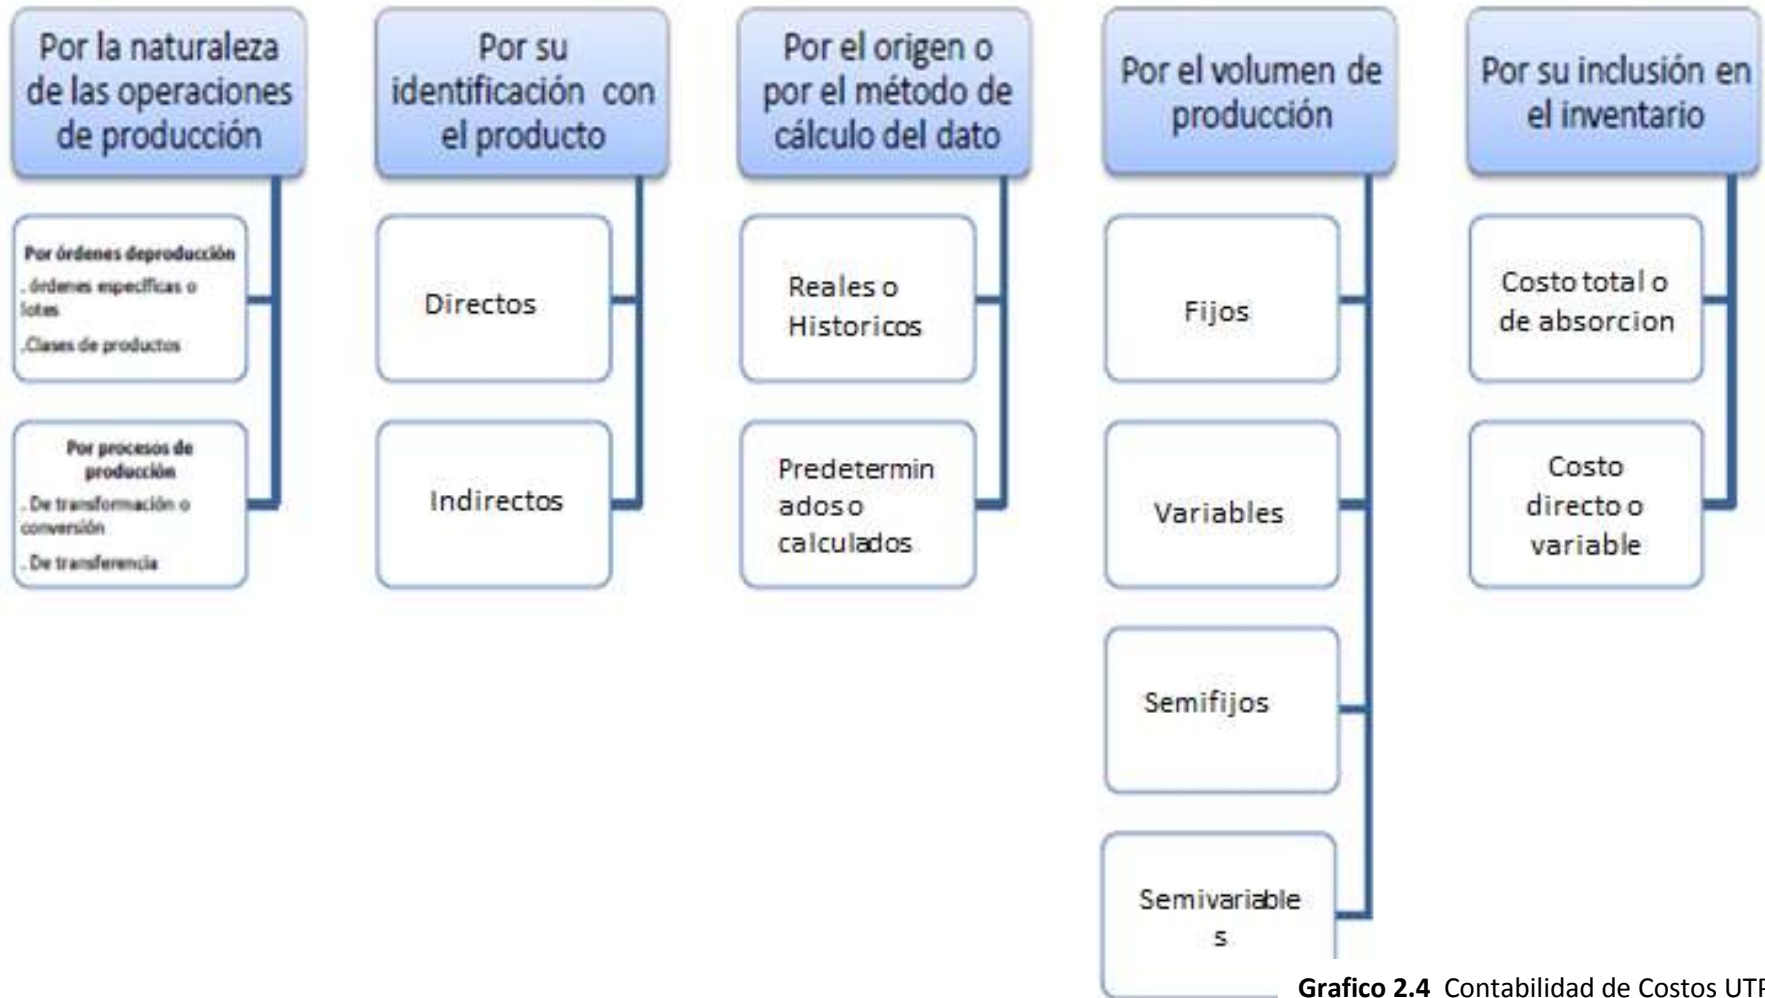 Por la naturaleza
de las operaciones
de producción
Por órdenes deproducción
. órdenes específicas o
lotes
.Clases de productos
Por procesos de
producción
. De transformación o
conversión
. De transferencia
Por su
identificación con
el producto
Directos
Indirectos
Por el origen o
por el método de
cálculo del dato
Reales o
Historicos
Predetermin
ados o
calculados
Por el volumen de
producción
Fijos
Variables
Semifijos
Semivariable
s
Por su inclusión en
el inventario
Costo total o
de absorcion
Costo
directo o
variable
Grafico 2.4 Contabilidad de Costos UTP